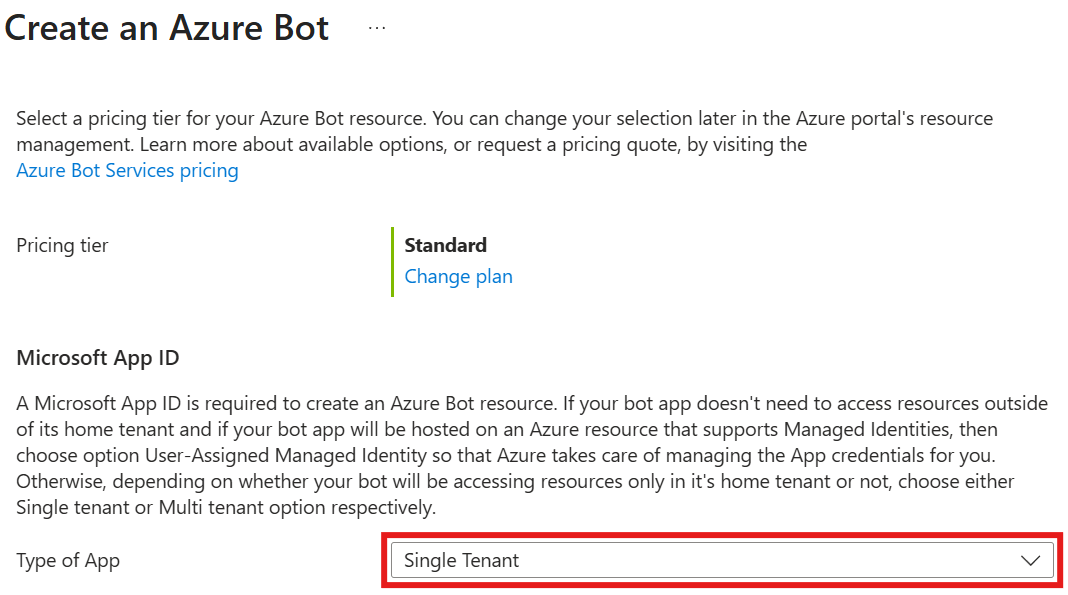 Create an Azure Bot ...
Select a pricing tier for your Azure Bot resource. You can change your selection later in the Azure portal's resource
management. Learn more about available options, or request a pricing quote, by visiting the
Azure Bot Services pricing
Pricing tier
Standard
Change plan
Microsoft App ID
A Microsoft App ID is required to create an Azure Bot resource. If your bot app doesn't need to access resources outside
of its home tenant and if your bot app will be hosted on an Azure resource that supports Managed Identities, then
choose option User-Assigned Managed Identity so that Azure takes care of managing the App credentials for you.
Otherwise, depending on whether your bot will be accessing resources only in it's home tenant or not, choose either
Single tenant or Multi tenant option respectively.
Type of App
Single Tenant